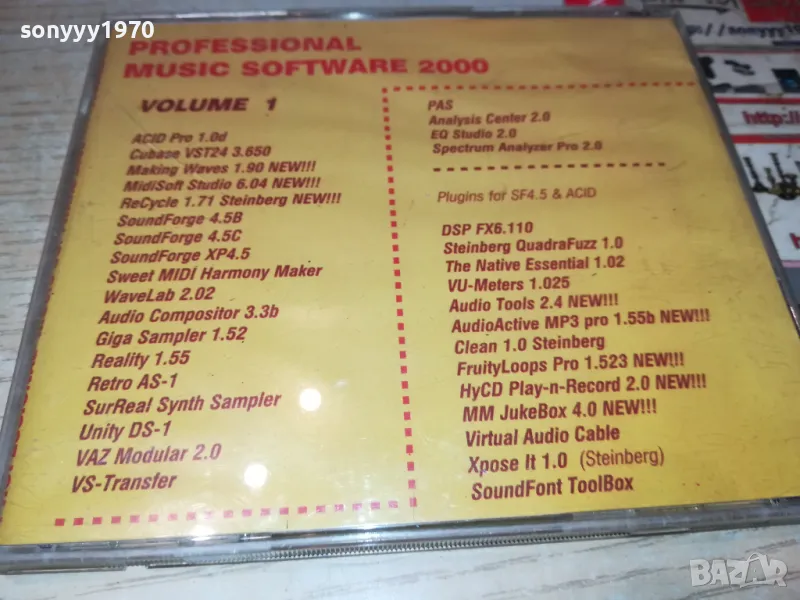 sonyyy1970
PROFESSIONAL
MUSIC SOFTWARE 2000
VOLUME 1
ACID Pro 1.0d
Cubase VST24 3.650
Making Waves 1.90 NEW!!!
MidiSoft Studio 6.04 NEW!!!
ReCycle 1.71 Steinberg NEW!!!
SoundForge 4.5B
SoundForge 4.5C
SoundForge XP4.5
Sweet MIDI Harmony Maker
WaveLab 2.02
Audio Compositor 3.3b
Giga Sampler 1.52
Reality 1.55
Retro AS-1
SurReal Synth Sampler
Unity DS-1
VAZ Modular 2.0
VS-Transfer
PAS
Analysis Center 2.0
EQ Studio 2.0
Spectrum Analyzer Pro 2.0
Plugins for SF4.5 & ACID
DSP FX6.110
Steinberg QuadraFuzz 1.0
The Native Essential 1.02
VU-Meters 1.025
Audio Tools 2.4 NEW!!!
AudioActive MP3 pro 1.55b NEW!!!
Clean 1.0 Steinberg
FruityLoops Pro 1.523 NEW!!!
HyCD Play-n-Record 2.0 NEW!!!
MM JukeBox 4.0 NEW!!!
Virtual Audio Cable
Xpose It 1.0 (Steinberg)
SoundFont ToolBox
http://
BAZAR